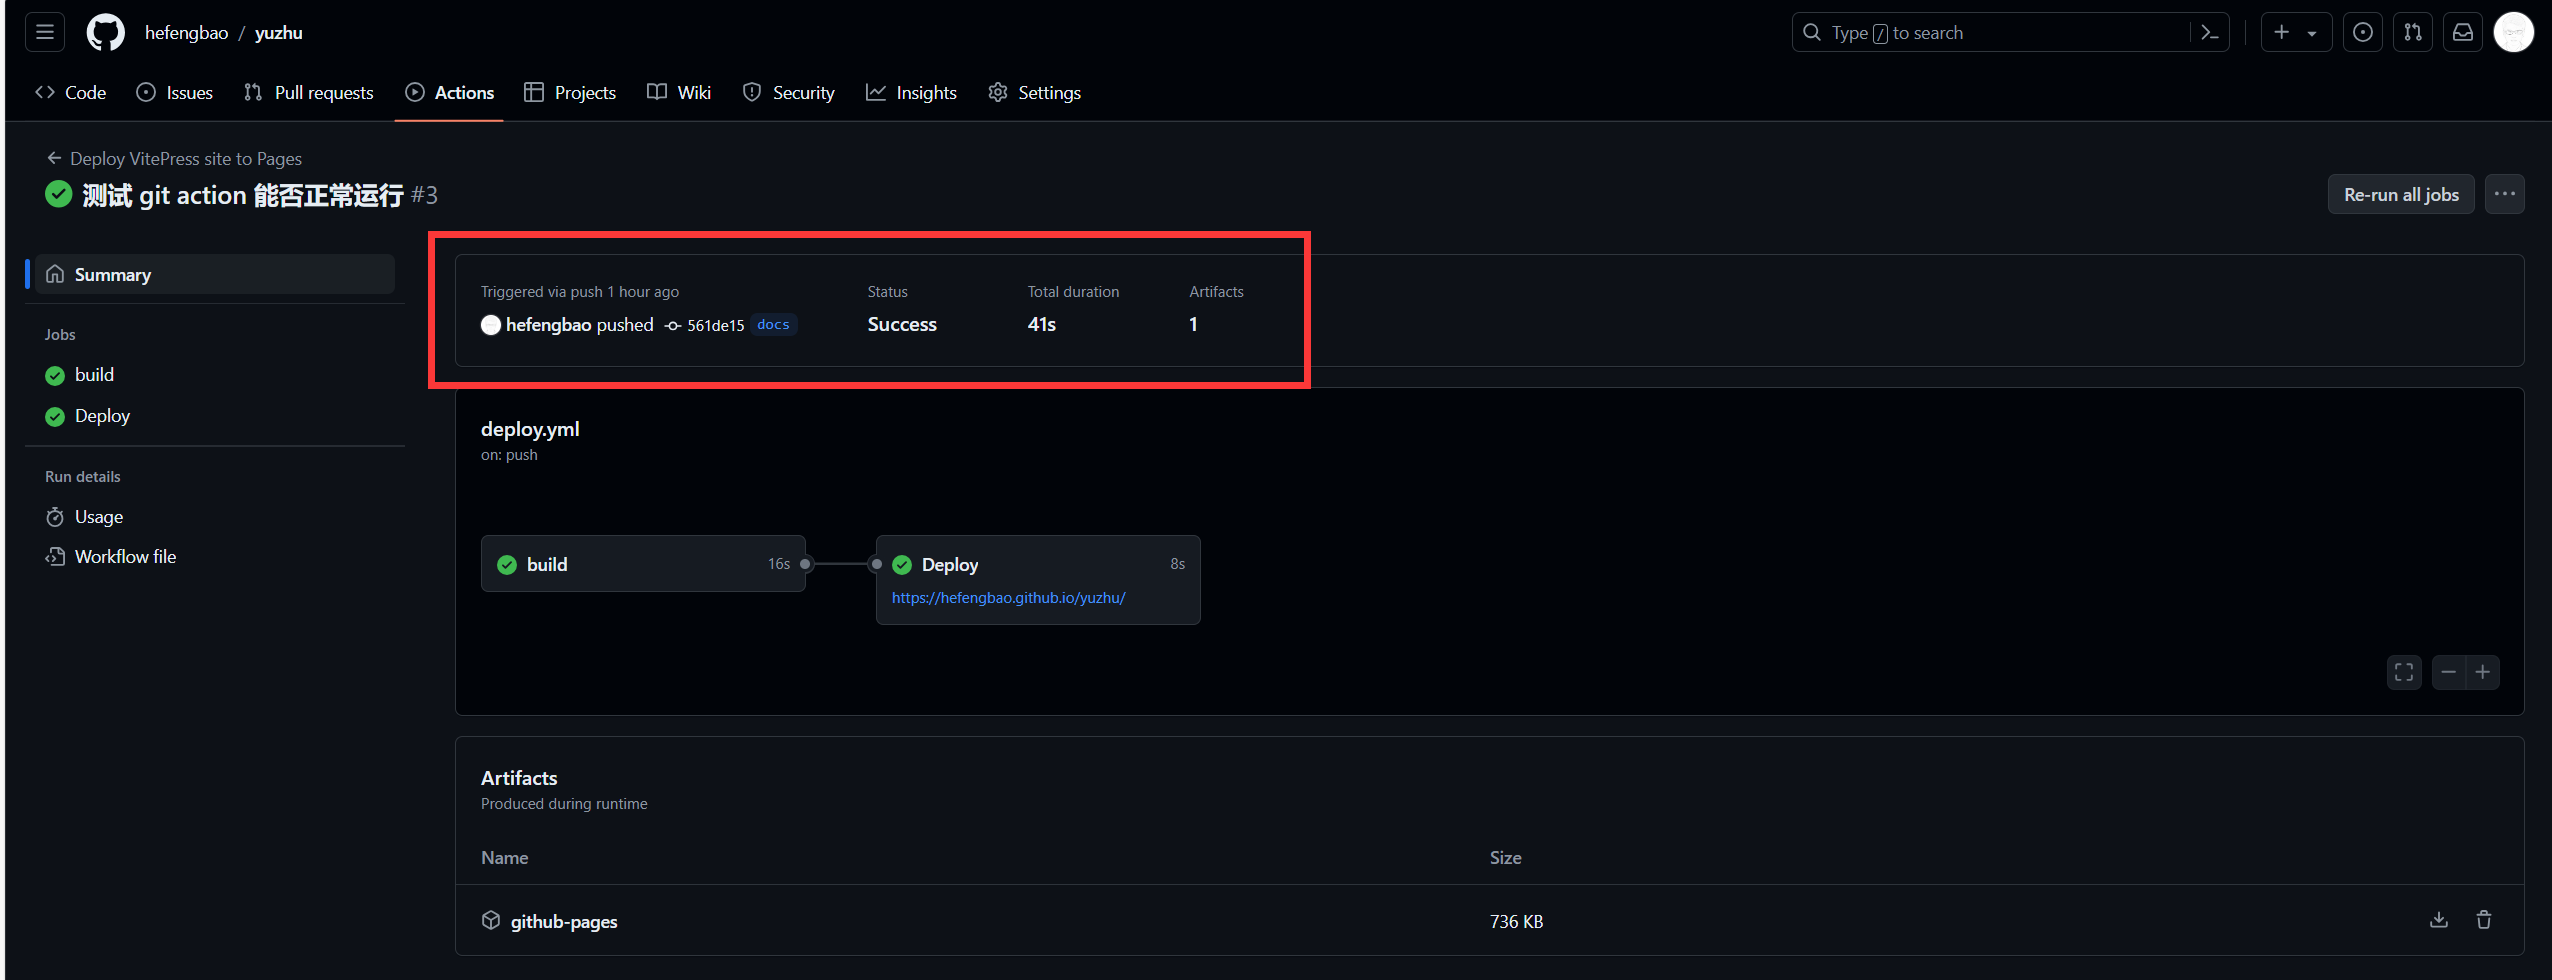 hefengbao / yuzhu
Type / to search
Code Issues Pull requests Actions Projects Wiki Security Insights Settings
Deploy VitePress site to Pages
测试 git action 能否正常运行 #3
Re-run all jobs
Summary
Jobs
build
Deploy
Run details
Usage
Workflow file
Triggered via push 1 hour ago
hefengbao pushed 561de15 docs
Status
Success
Total duration
41s
Artifacts
1
deploy.yml
on: push
build 16s
Deploy 8s
https://hefengbao.github.io/yuzhu/
Artifacts
Produced during runtime
Name Size
github-pages 736 KB